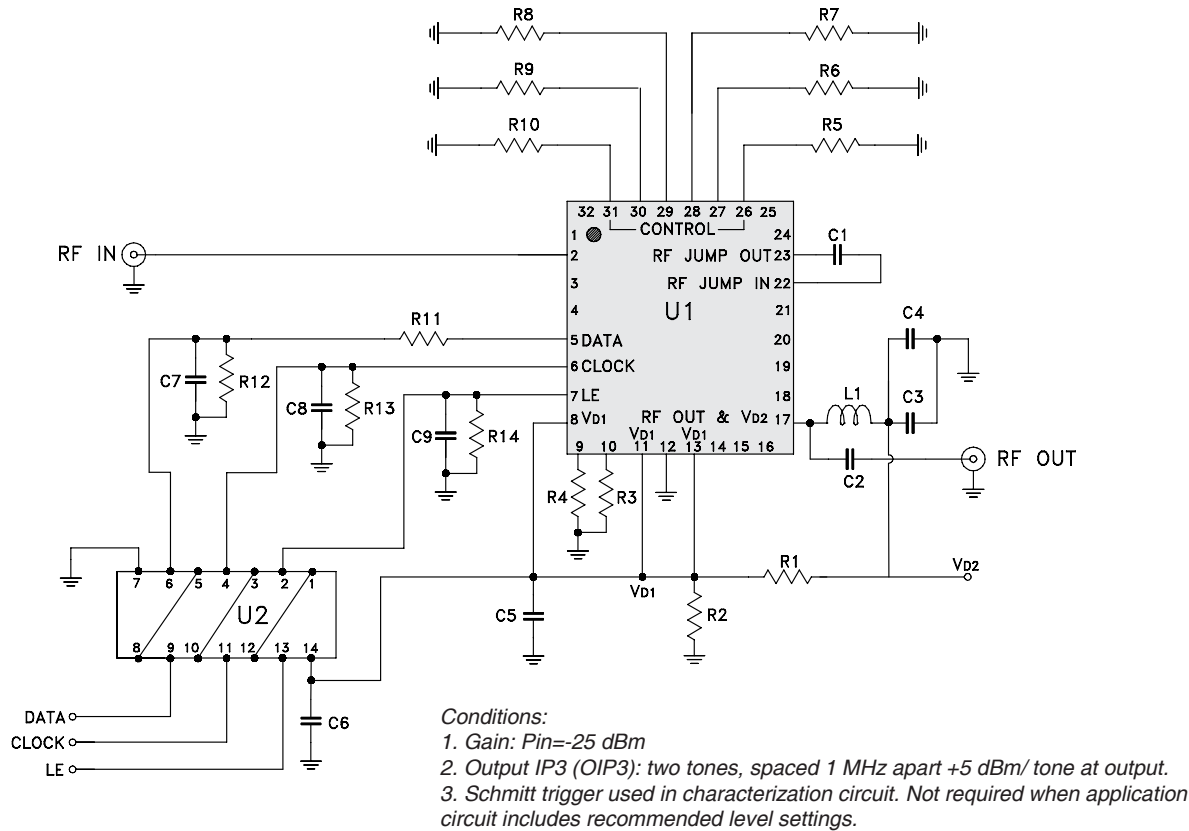 R8
R7
R9
R6
R10
R5
32 31 30 29 28 27 26 25
CONTROL
1
24
RF IN
2
RF JUMP OUT 23
C1
3
RF JUMP IN 22
4
U1
21
R11
5 DATA
20
C4
6 CLOCK
19
C7
R12
C8
R13
7 LE
18
L1
C3
C9
R14
8 VD1
RF OUT & VD2 17
VD1
VD1
9 10 11 12 13 14 15 16
C2
RF OUT
R4
R3
7 6 5 4 3 2 1
R1
VD2
VD1
U2
C5
R2
8 9 10 11 12 13 14
DATA
C6
CLOCK
LE
Conditions:
1. Gain: Pin=-25 dBm
2. Output IP3 (OIP3): two tones, spaced 1 MHz apart +5 dBm/ tone at output.
3. Schmitt trigger used in characterization circuit. Not required when application
circuit includes recommended level settings.